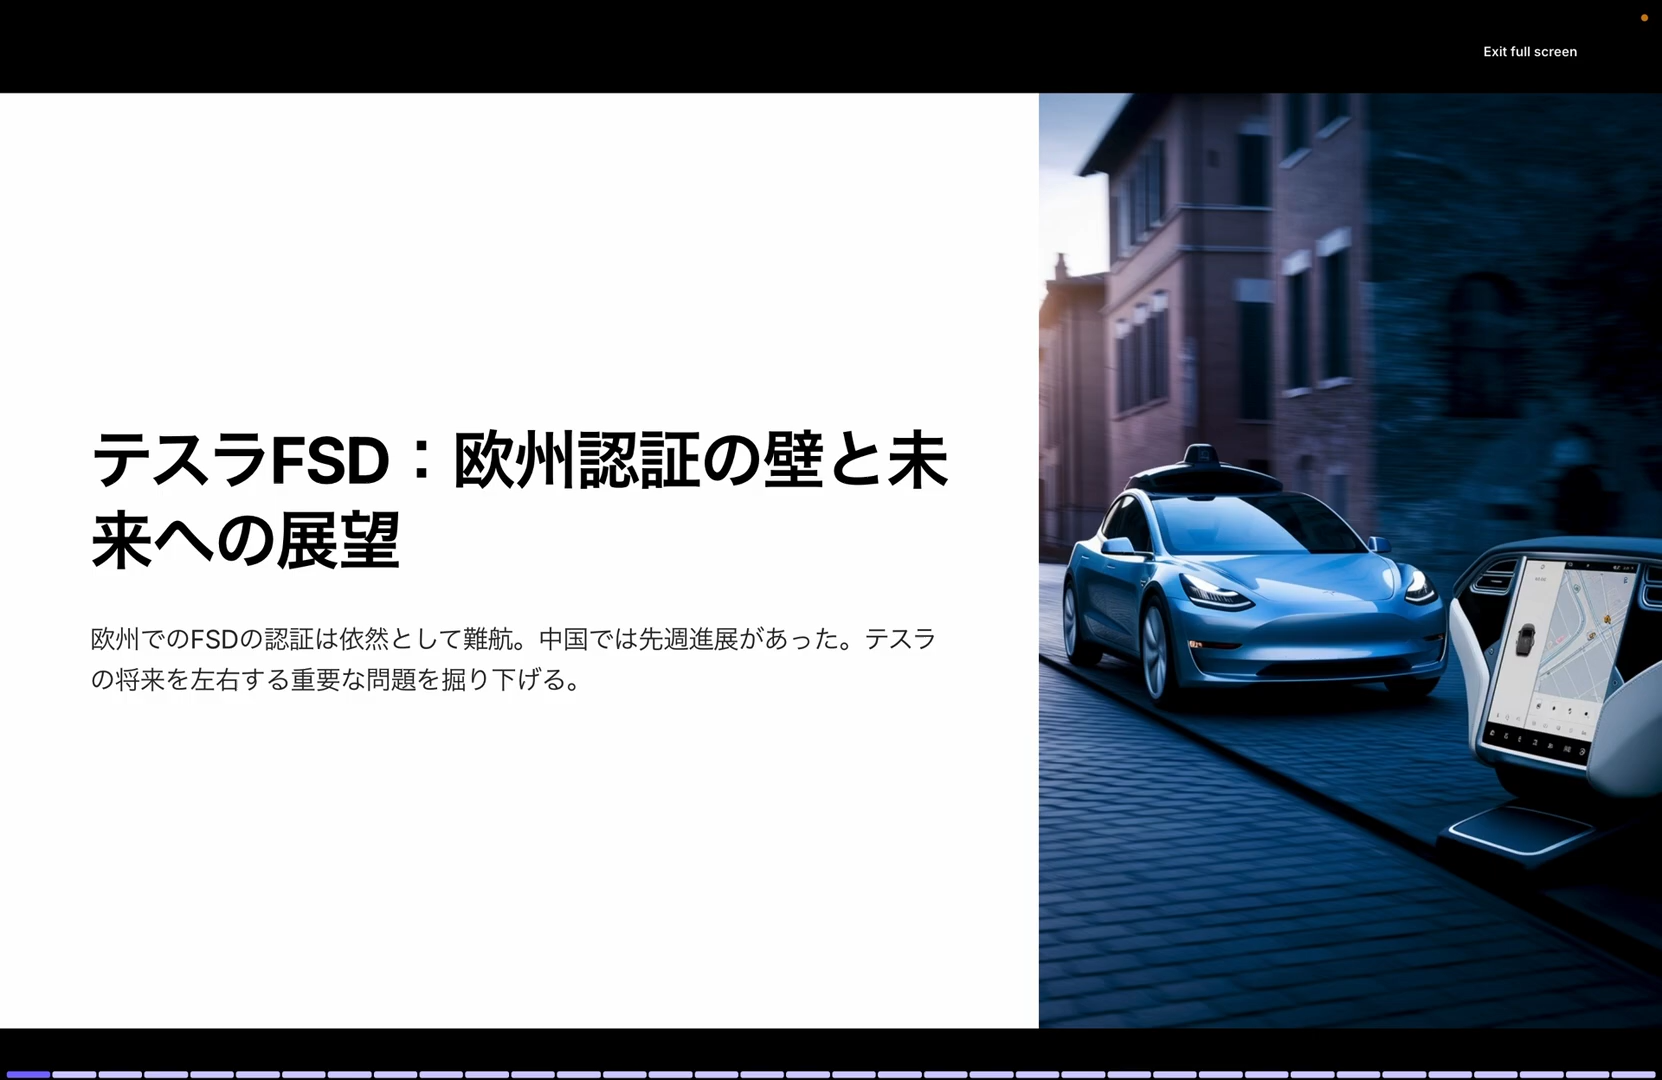 Exit full screen
テスラFSD：欧州認証の壁と未
来への展望
欧州でのFSDの認証は依然として難航。中国では先週進展があった。テスラ
の将来を左右する重要な問題を掘り下げる。